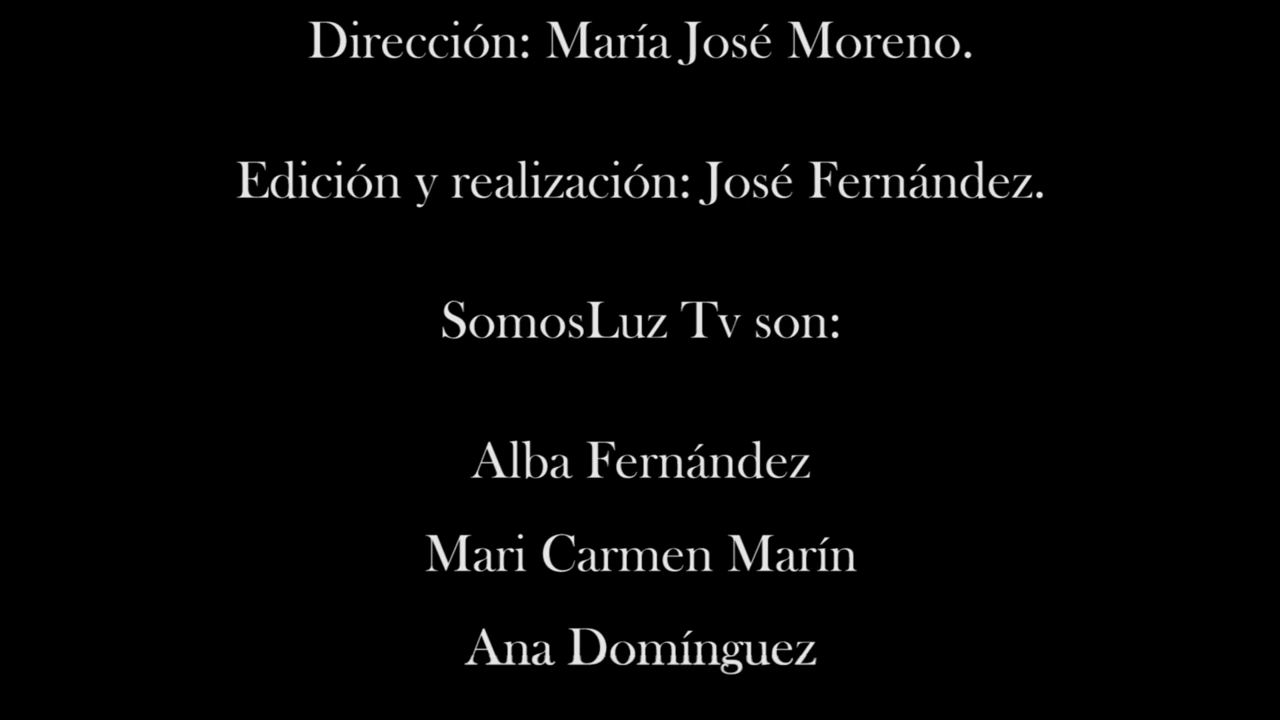 Dirección: María José Moreno.
Edición y realización: José Fernández.
SomosLuz Tv son:
Alba Fernández
Mari Carmen Marín
Ana Domínguez